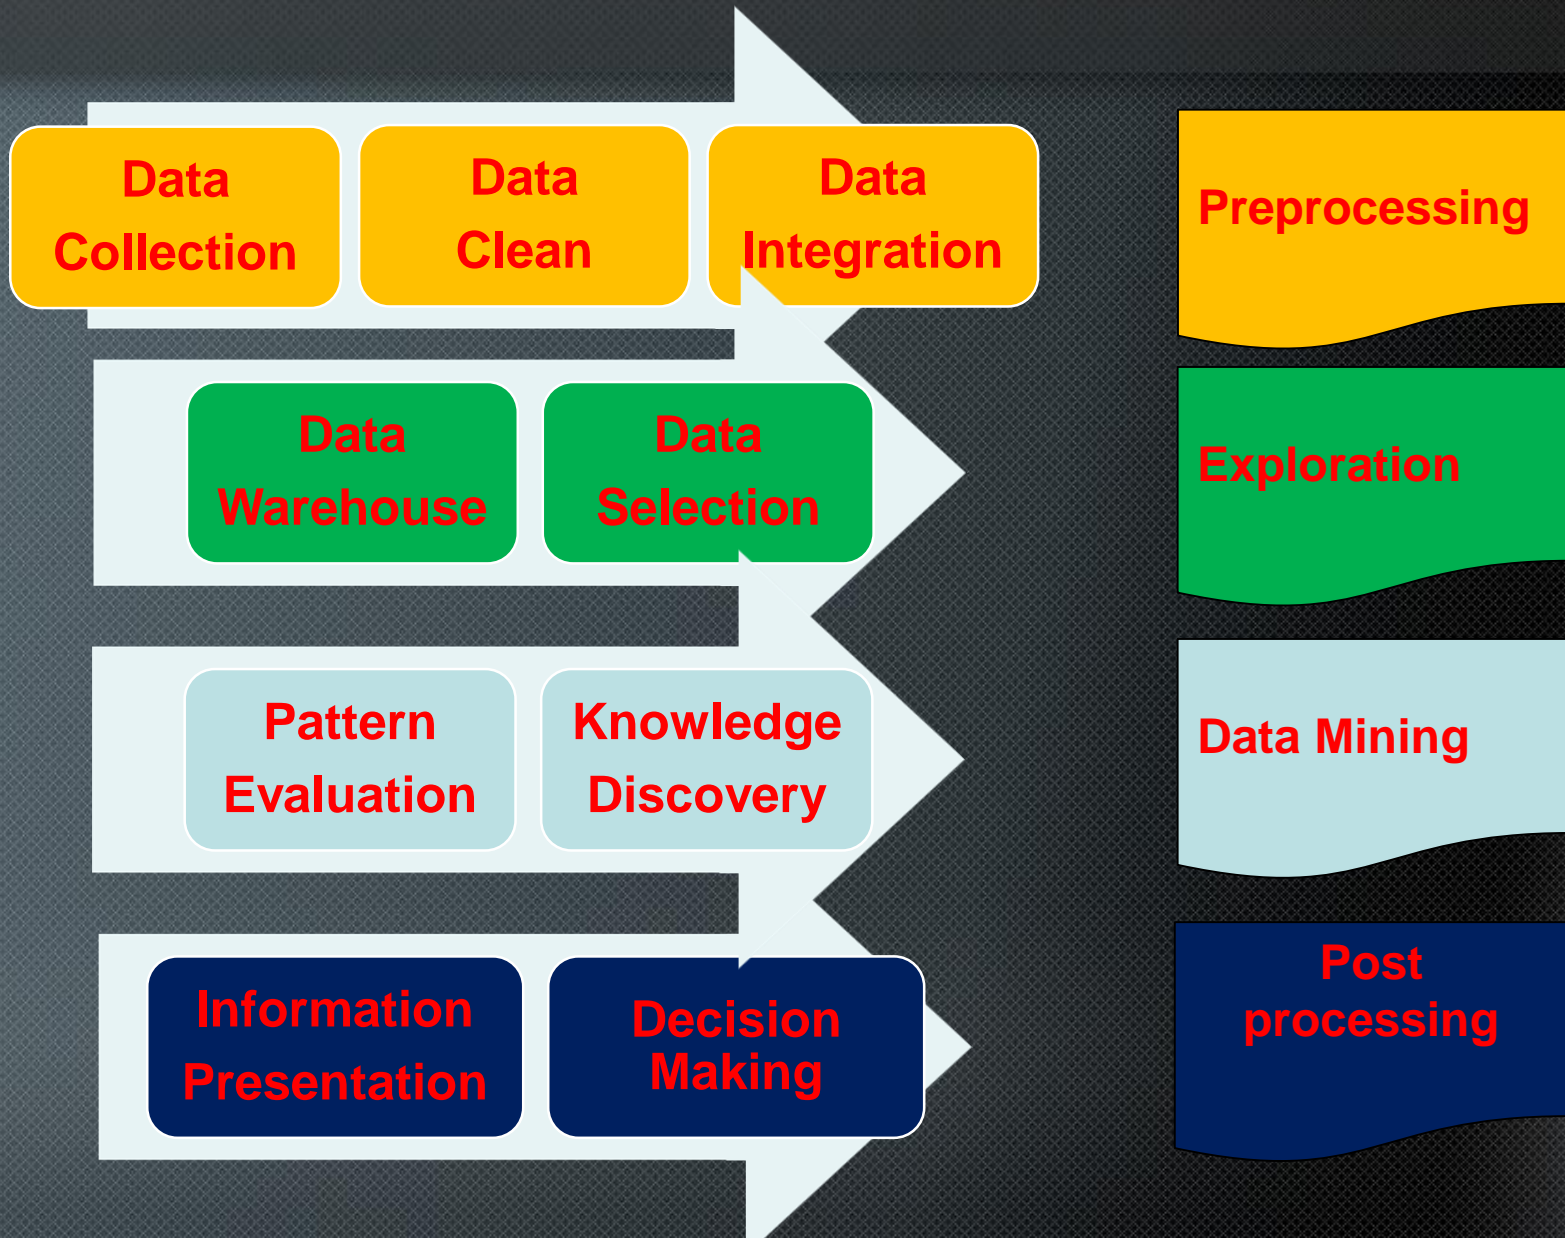 Data
Collection
Data
Clean
Data
Integration
Preprocessing
Data
Warehouse
Data
Selection
Exploration
Pattern
Evaluation
Knowledge
Discovery
Data Mining
Information
Presentation
Decision
Making
Post
processing